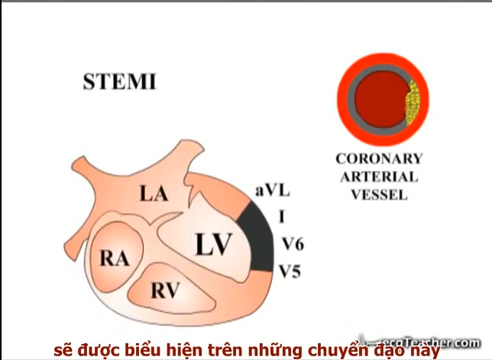 STEMI
CORONARY
ARTERIAL
VESSEL
aVL
I
V6
V5
LA
LV
RA
RV
sẽ được biểu hiện trên những chuyển đạo này